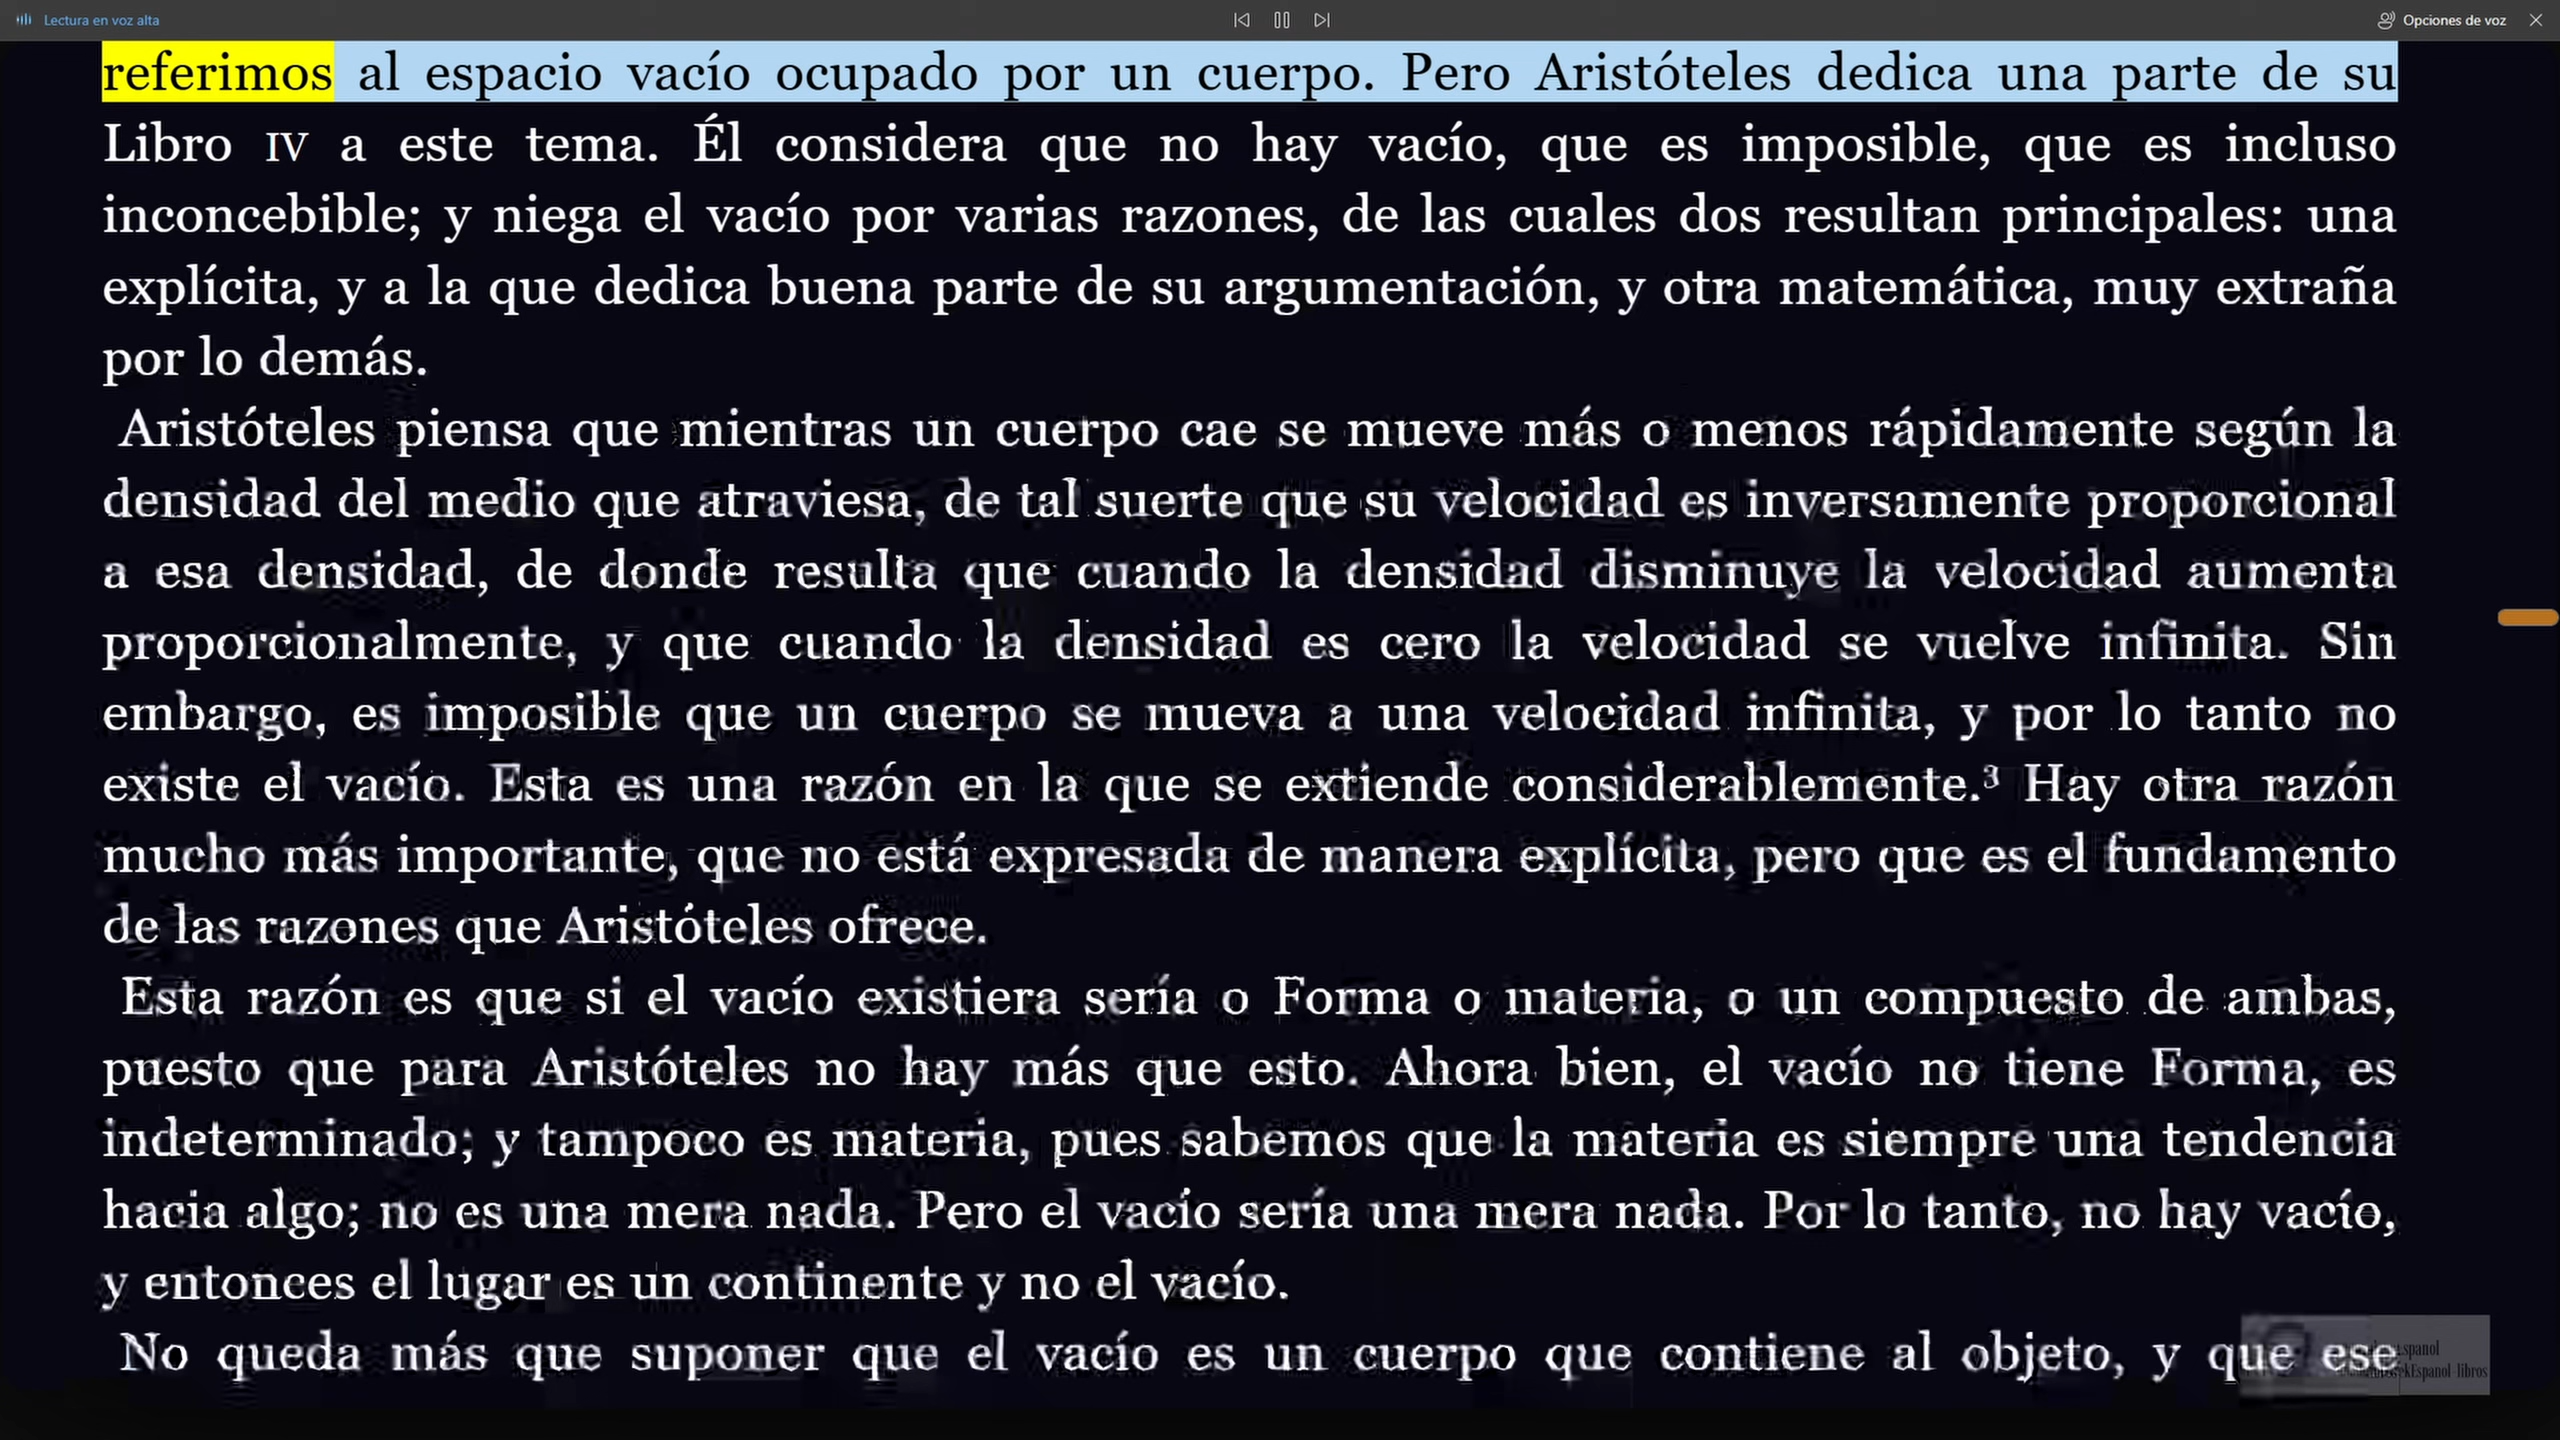 Lectura en voz alta
Opciones de voz
referimos al espacio vacío ocupado por un cuerpo. Pero Aristóteles dedica una parte de su
Libro IV a este tema. Él considera que no hay vacío, que es imposible, que es incluso
inconcebible; y niega el vacío por varias razones, de las cuales dos resultan principales: una
explícita, y a la que dedica buena parte de su argumentación, y otra matemática, muy extraña
por lo demás.
Aristóteles piensa que mientras un cuerpo cae se mueve más o menos rápidamente según la
densidad del medio que atraviesa, de tal suerte que su velocidad es inversamente proporcional
a esa densidad, de donde resulta que cuando la densidad disminuye la velocidad aumenta
proporcionalmente, y que cuando la densidad es cero la velocidad se vuelve infinita. Sin
embargo, es imposible que un cuerpo se mueva a una velocidad infinita, y por lo tanto no
existe el vacío. Esta es una razón en la que se extiende considerablemente.³ Hay otra razón
mucho más importante, que no está expresada de manera explícita, pero que es el fundamento
de las razones que Aristóteles ofrece.
Esta razón es que si el vacío existiera sería o Forma o materia, o un compuesto de ambas,
puesto que para Aristóteles no hay más que esto. Ahora bien, el vacío no tiene Forma, es
indeterminado; y tampoco es materia, pues sabemos que la materia es siempre una tendencia
hacia algo; no es una mera nada. Pero el vacío sería una mera nada. Por lo tanto, no hay vacío,
y entonces el lugar es un continente y no el vacío.
No queda más que suponer que el vacío es un cuerpo que contiene al objeto, y que ese